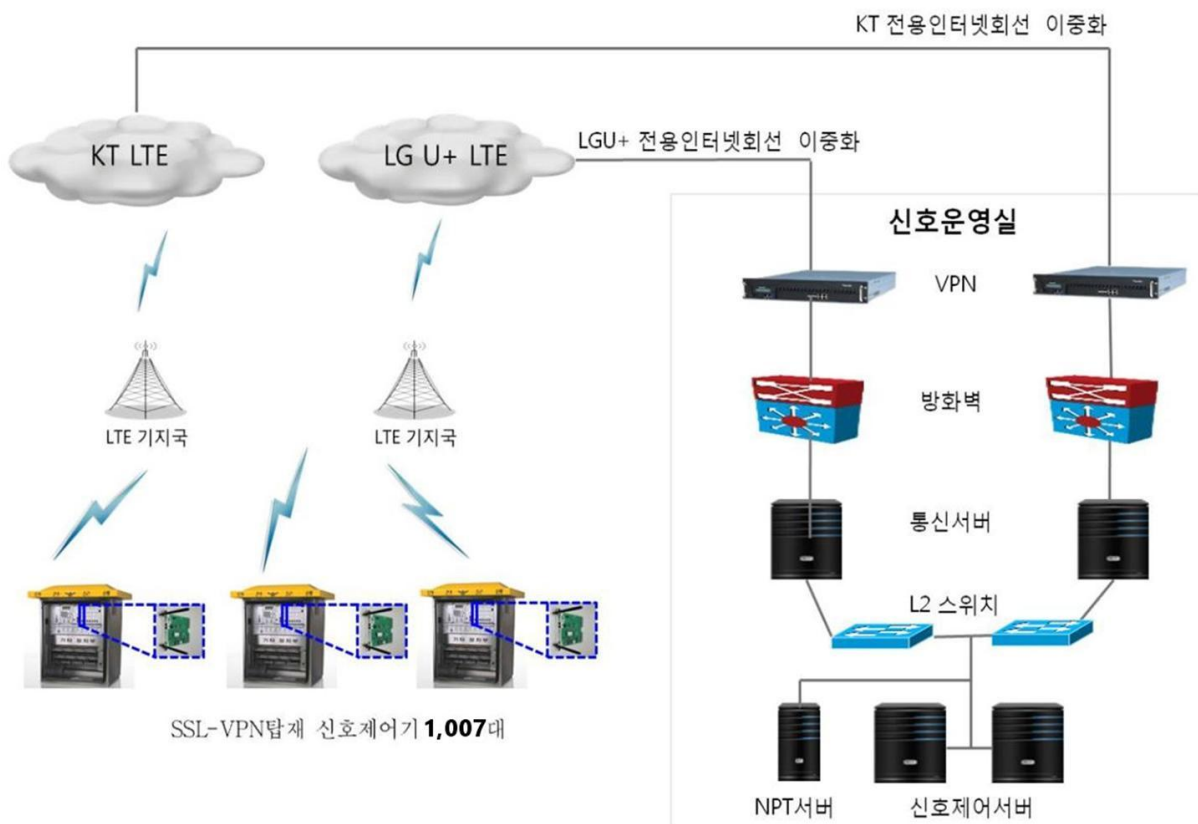 KT 전용인터넷회선 이중화
KT LTE
LG U+ LTE
LGU+ 전용인터넷회선 이중화
신호운영실
VPN
방화벽
LTE 기지국
LTE 기지국
통신서버
L2 스위치
SSL-VPN탑재 신호제어기 1,007대
NPT서버
신호제어서버